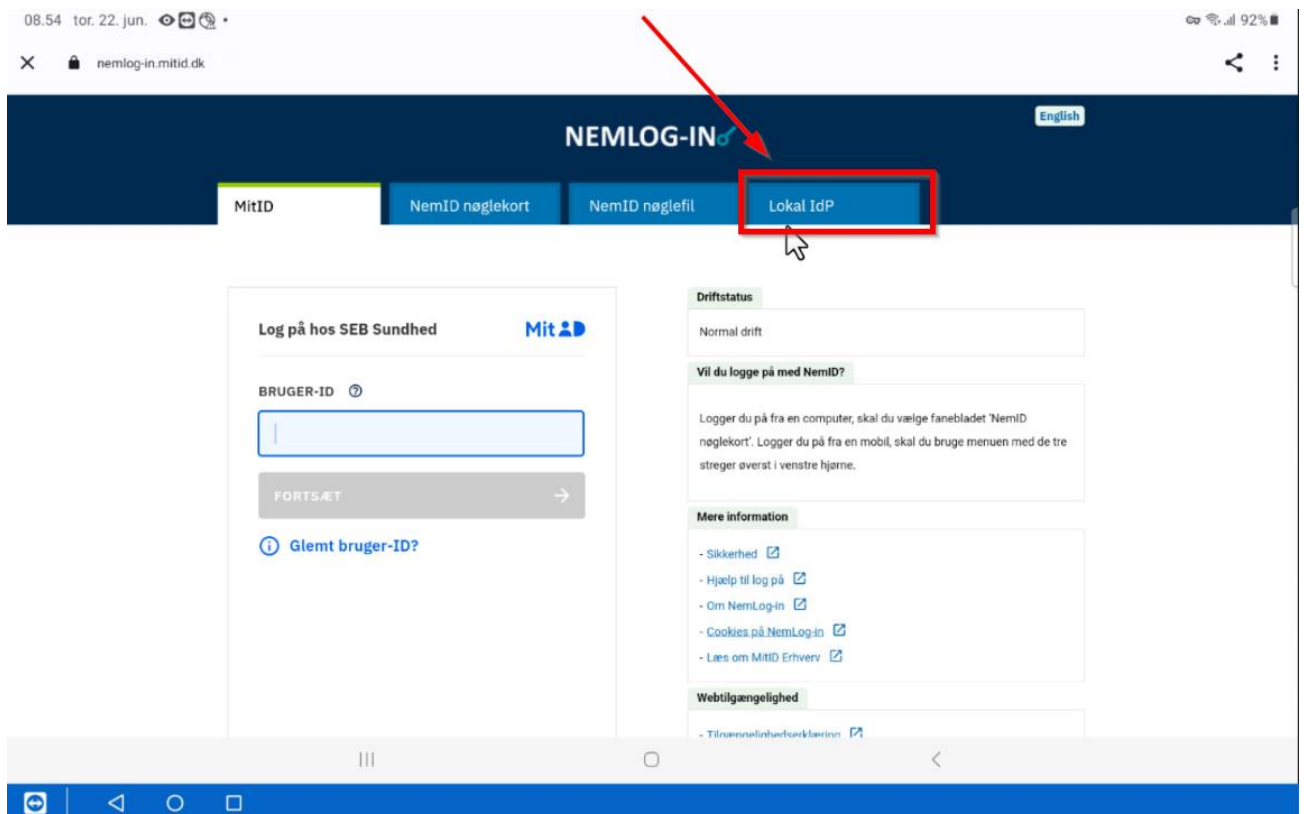 08.54 tor. 22. jun.
92%
nemlog-in.mitid.dk
English
NEMLOG-IN
MitID
NemID nøglekort
NemID nøglefil
Lokal IdP
Log på hos SEB Sundhed
Mit
BRUGER-ID
FORTSÆT
Glemt bruger-ID?
Driftstatus
Normal drift
Vil du logge på med NemID?
Logger du på fra en computer, skal du vælge fanebladet 'NemID
nøglekort'. Logger du på fra en mobil, skal du bruge menuen med de tre
streger øverst i venstre hjørne.
Mere information
- Sikkerhed
- Hjælp til log på
- Om NemLog-in
- Cookies på NemLog-in
- Læs om MitID Erhverv
Webtilgængelighed
- Tilgængelighedserklæring